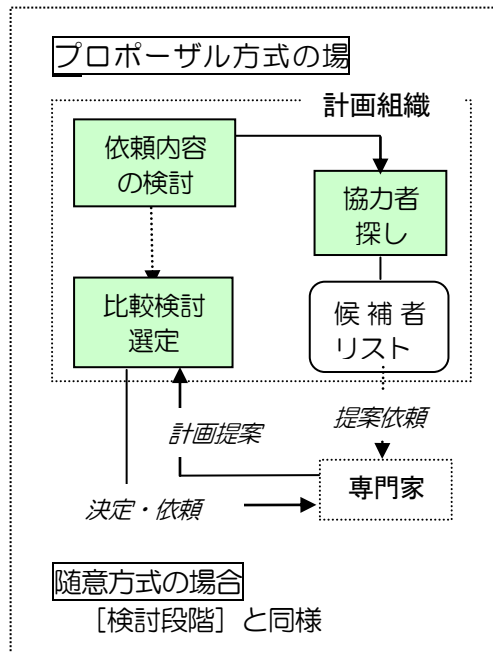 プロポーザル方式の場
計画組織
依頼内容
の検討
協力者
探し
比較検討
選定
候 補 者
リスト
計画提案
提案依頼
専門家
決定・依頼
随意方式の場合
［検討段階］と同様